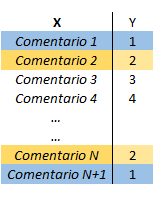 X Y
Comentario 1 1
Comentario 2 2
Comentario 3 3
Comentario 4 4
...
...
Comentario N 2
Comentario N+1 1